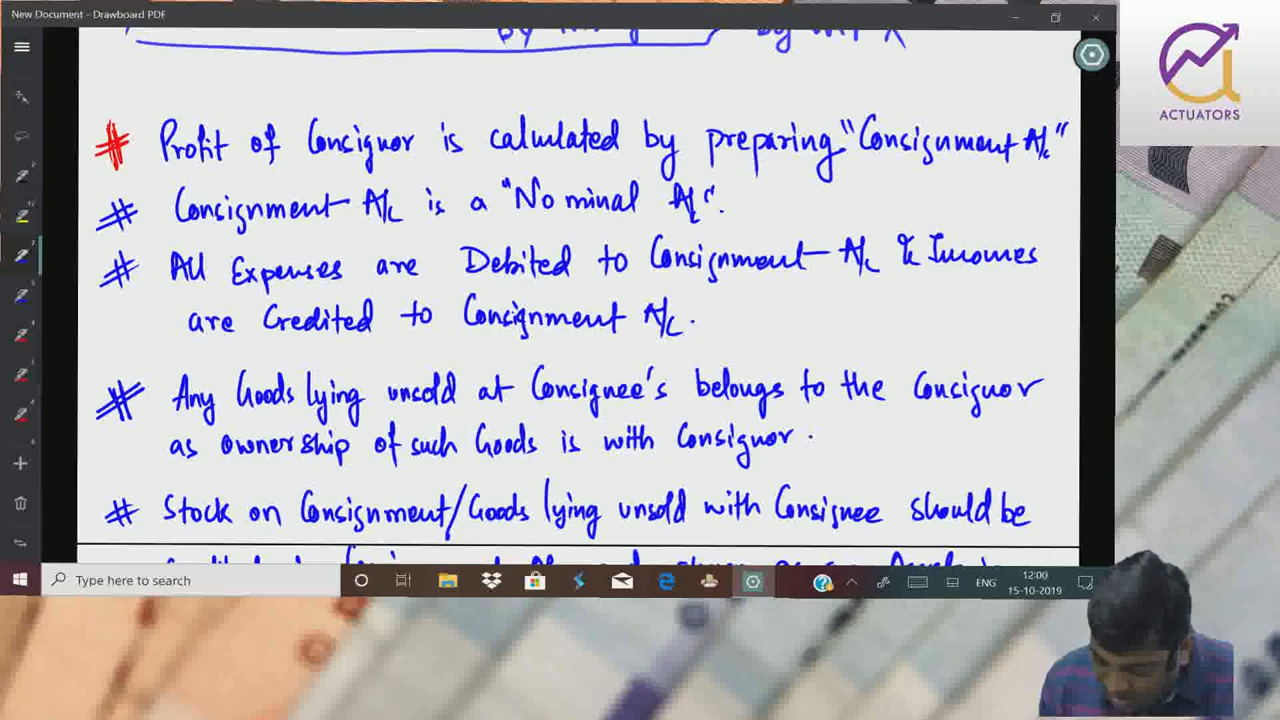 New Document - Drawboard PDF
ACTUATORS
# Profit of Consignor is calculated by preparing "Consignment A/c"
# Consignment A/c is a "Nominal A/c".
# All Expenses are Debited to Consignment A/c & Incomes
are Credited to Consignment A/c.
# Any Goods lying unsold at Consignee's belongs to the Consignor
as ownership of such Goods is with Consignor.
# Stock on Consignment/Goods lying unsold with Consignee should be
Type here to search
ENG
12:00
15-10-2019